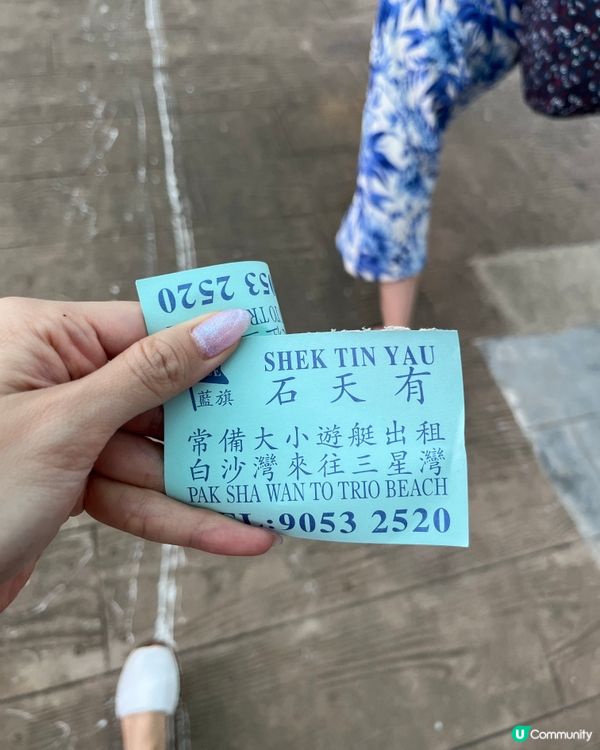 053 2520
SHEK TIN YAU
石天有
藍旗
常備大小遊艇出租
白沙灣來往三星灣
PAK SHA WAN TO TRIO BEACH
TEL:9053 2520
U Community